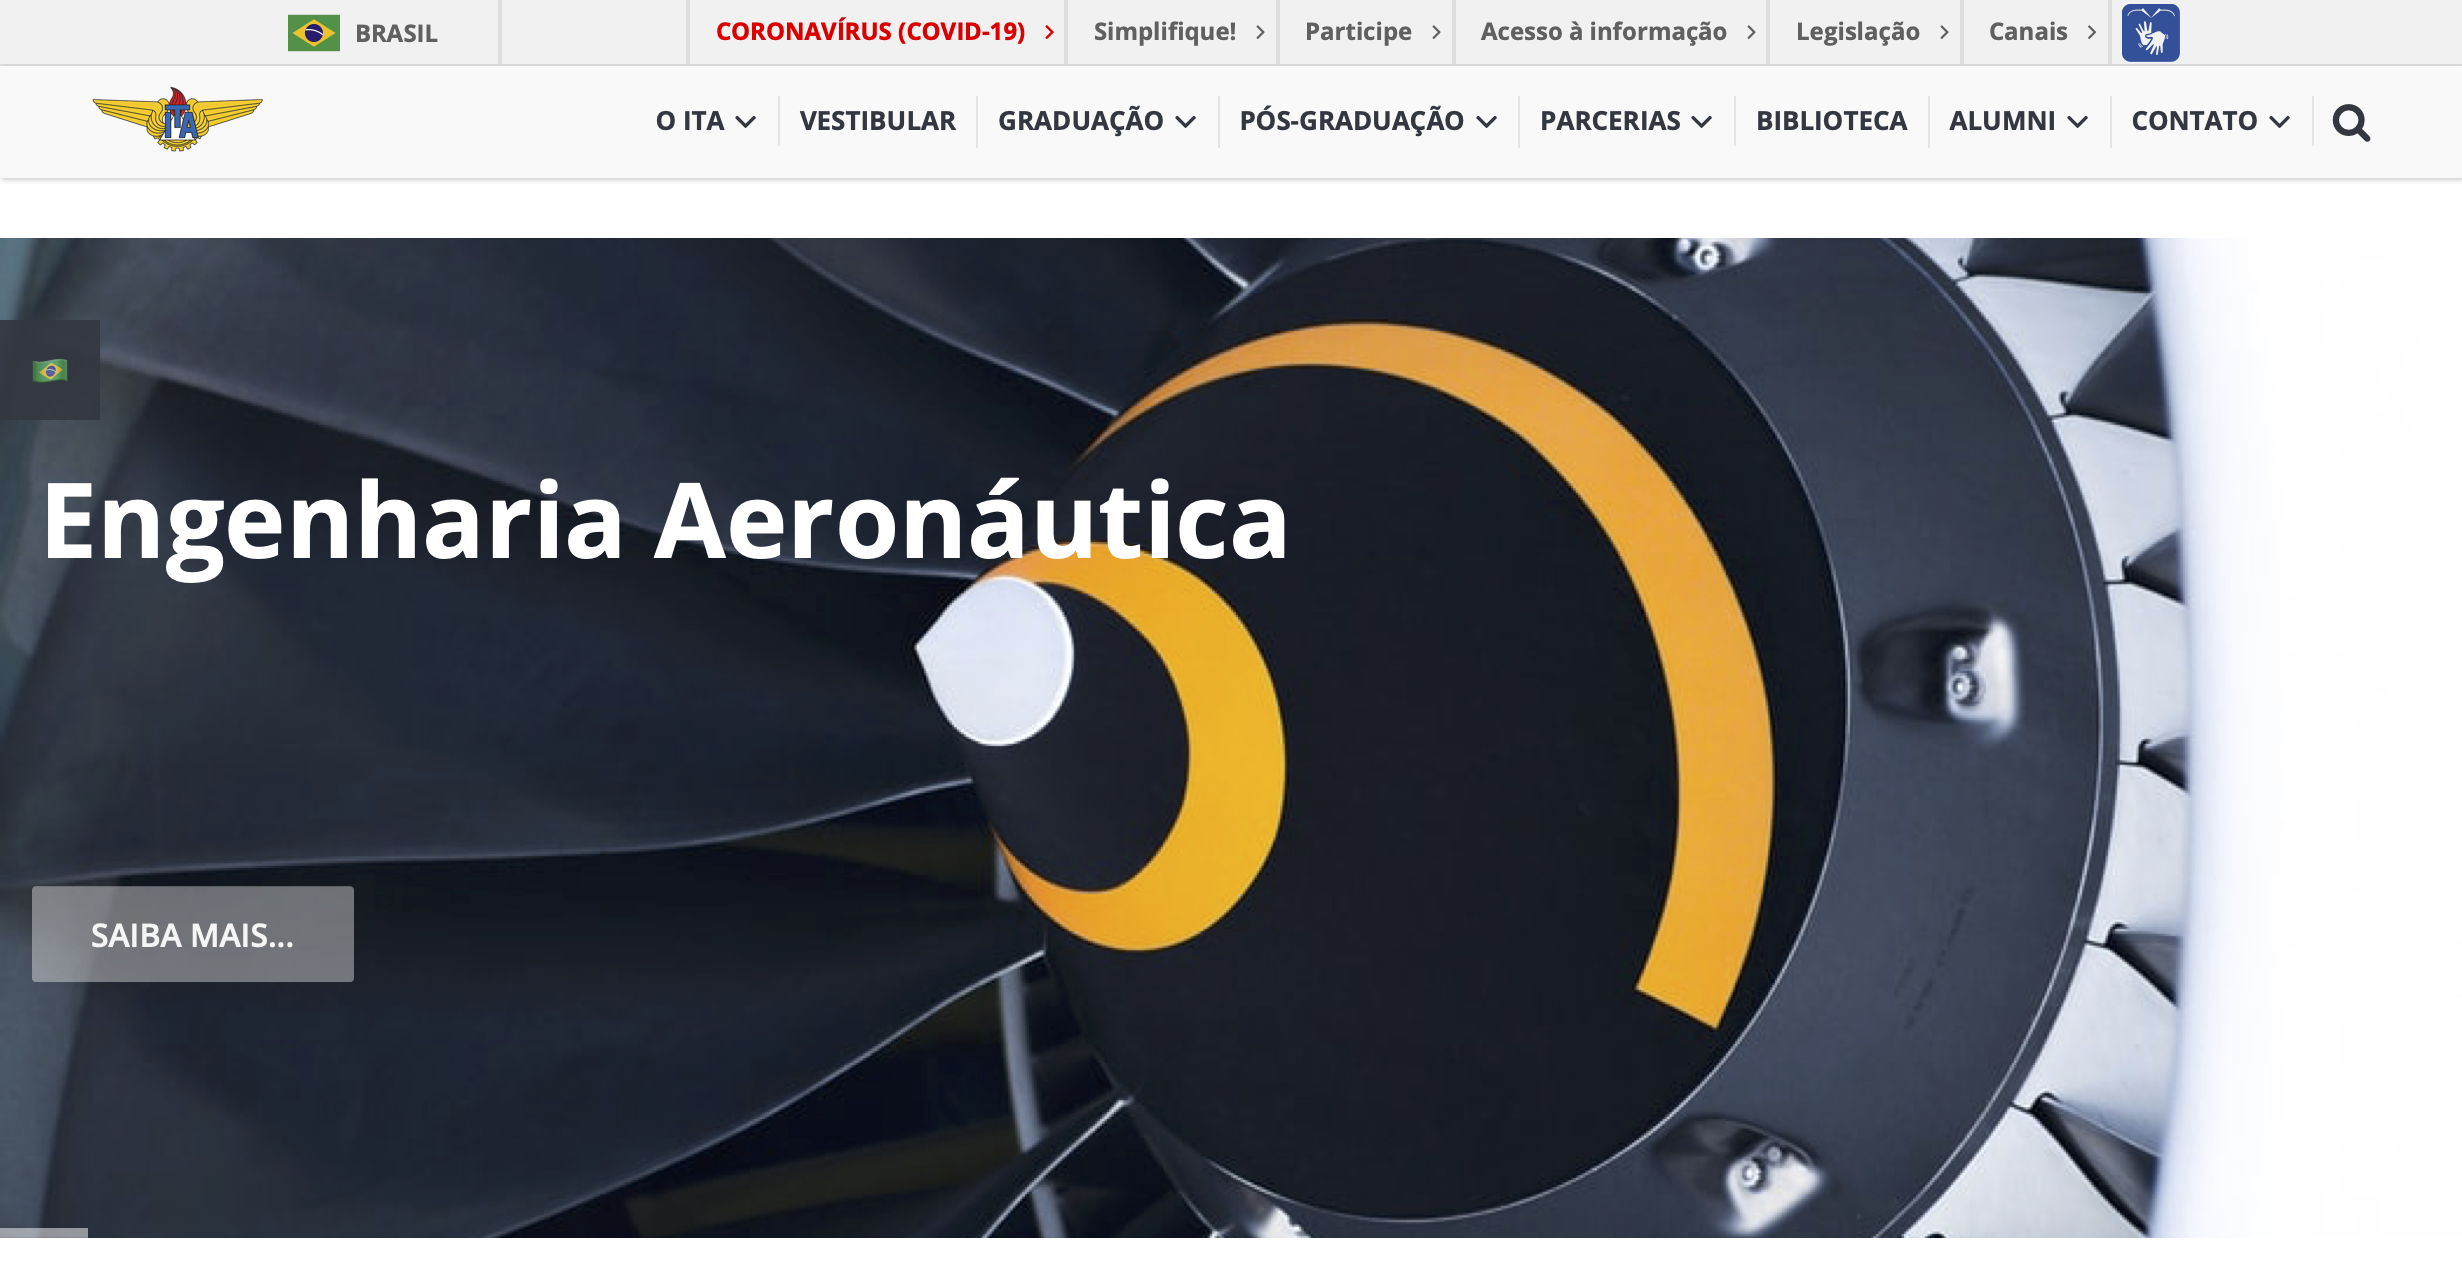 BRASIL
CORONAVÍRUS (COVID-19)
Simplifique!
Participe
Acesso à informação
Legislação
Canais
ITA
O ITA
VESTIBULAR
GRADUAÇÃO
PÓS-GRADUAÇÃO
PARCERIAS
BIBLIOTECA
ALUMNI
CONTATO
Engenharia Aeronáutica
SAIBA MAIS...